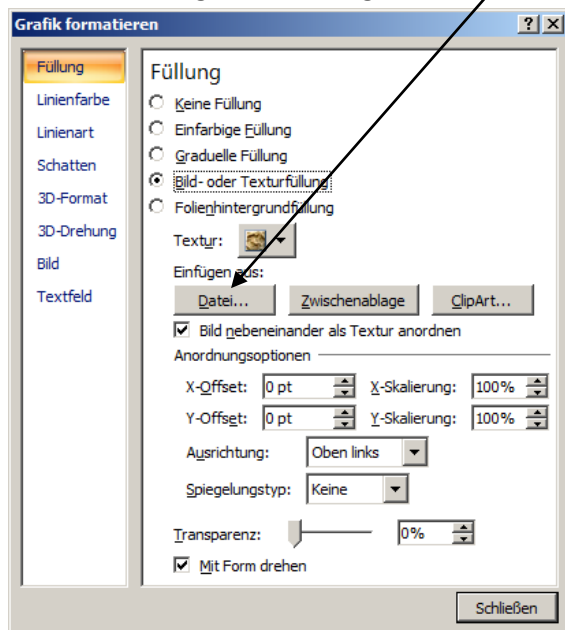 Grafik formatieren
Füllung
Linienfarbe
Linienart
Schatten
3D-Format
3D-Drehung
Bild
Textfeld
Füllung
Keine Füllung
Einfarbige Füllung
Graduelle Füllung
Bild- oder Texturfüllung
Folienhintergrundfüllung
Textur:
Einfügen aus:
Datei... Zwischenablage ClipArt...
Bild nebeneinander als Textur anordnen
Anordnungsoptionen
X-Offset: 0 pt X-Skalierung: 100%
Y-Offset: 0 pt Y-Skalierung: 100%
Ausrichtung: Oben links
Spiegelungstyp: Keine
Transparenz: 0%
Mit Form drehen
Schließen